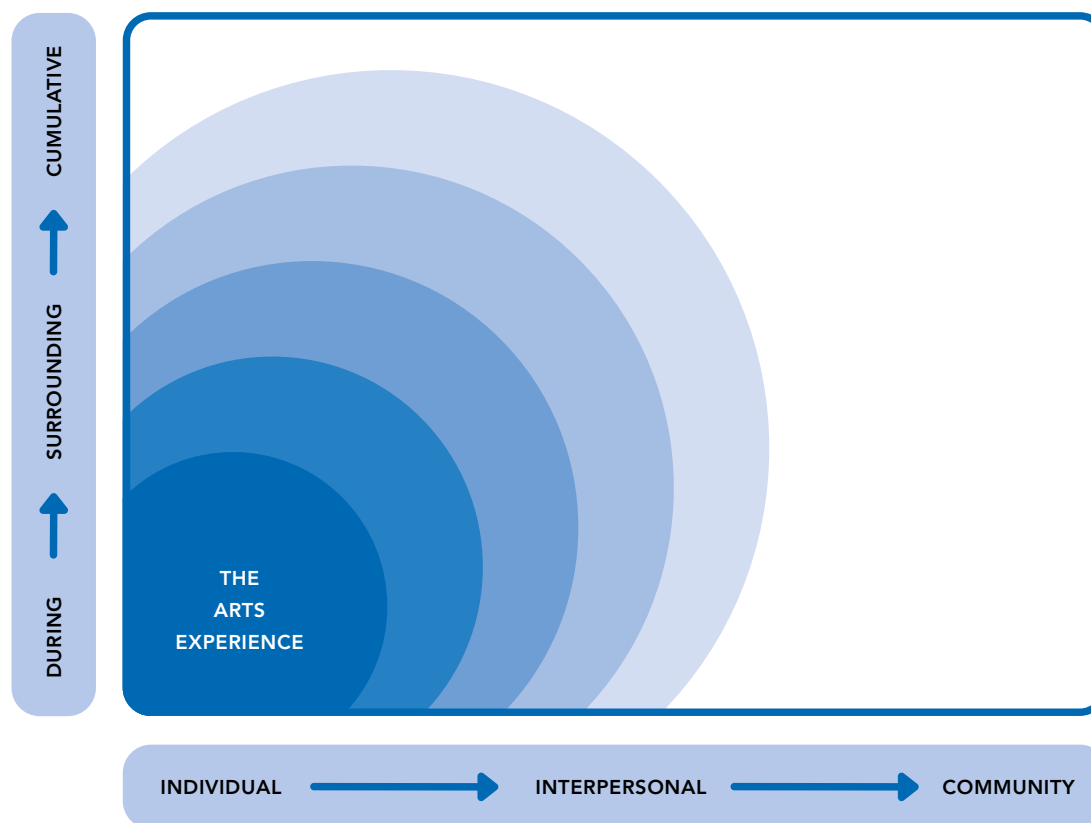 CUMULATIVE
SURROUNDING
DURING
THE
ARTS
EXPERIENCE
INDIVIDUAL
INTERPERSONAL
COMMUNITY